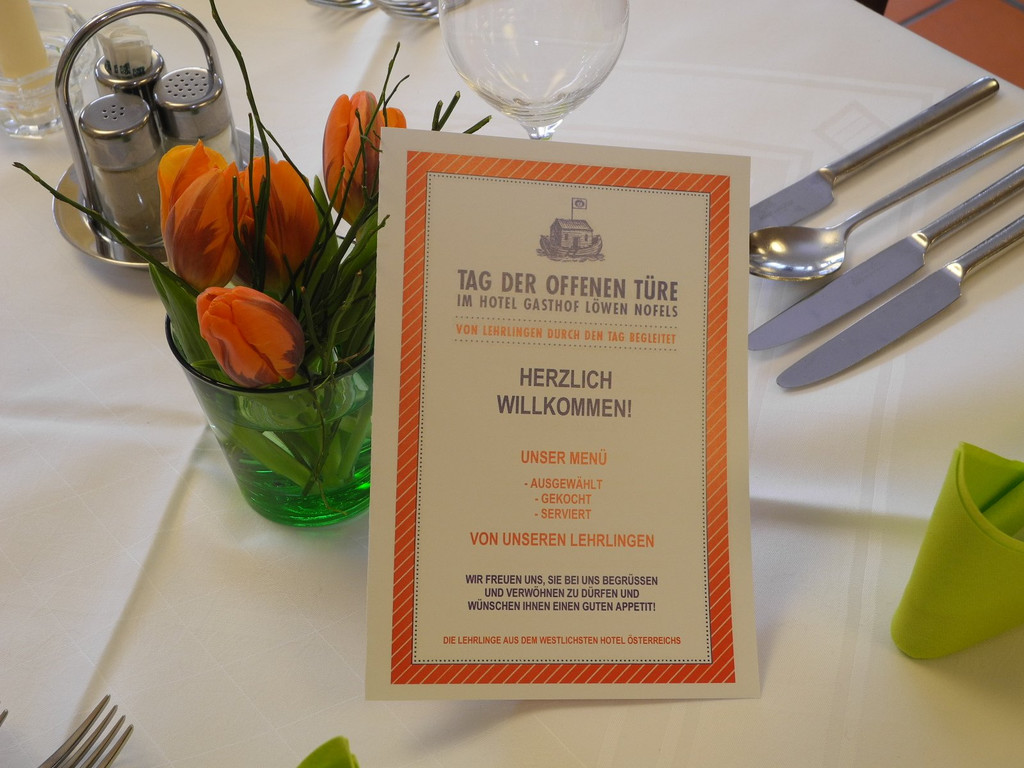 TAG DER OFFENEN TÜRE
IM HOTEL GASTHOF LÖWEN NOFELS
VON LEHRLINGEN DURCH DEN TAG BEGLEITET
HERZLICH
WILLKOMMEN!
UNSER MENÜ
- AUSGEWÄHLT
- GEKOCHT
- SERVIERT
VON UNSEREN LEHRLINGEN
WIR FREUEN UNS, SIE BEI UNS BEGRÜSSEN
UND VERWÖHNEN ZU DÜRFEN UND
WÜNSCHEN IHNEN EINEN GUTEN APPETIT!
DIE LEHRLINGE AUS DEM WESTLICHSTEN HOTEL ÖSTERREICHS